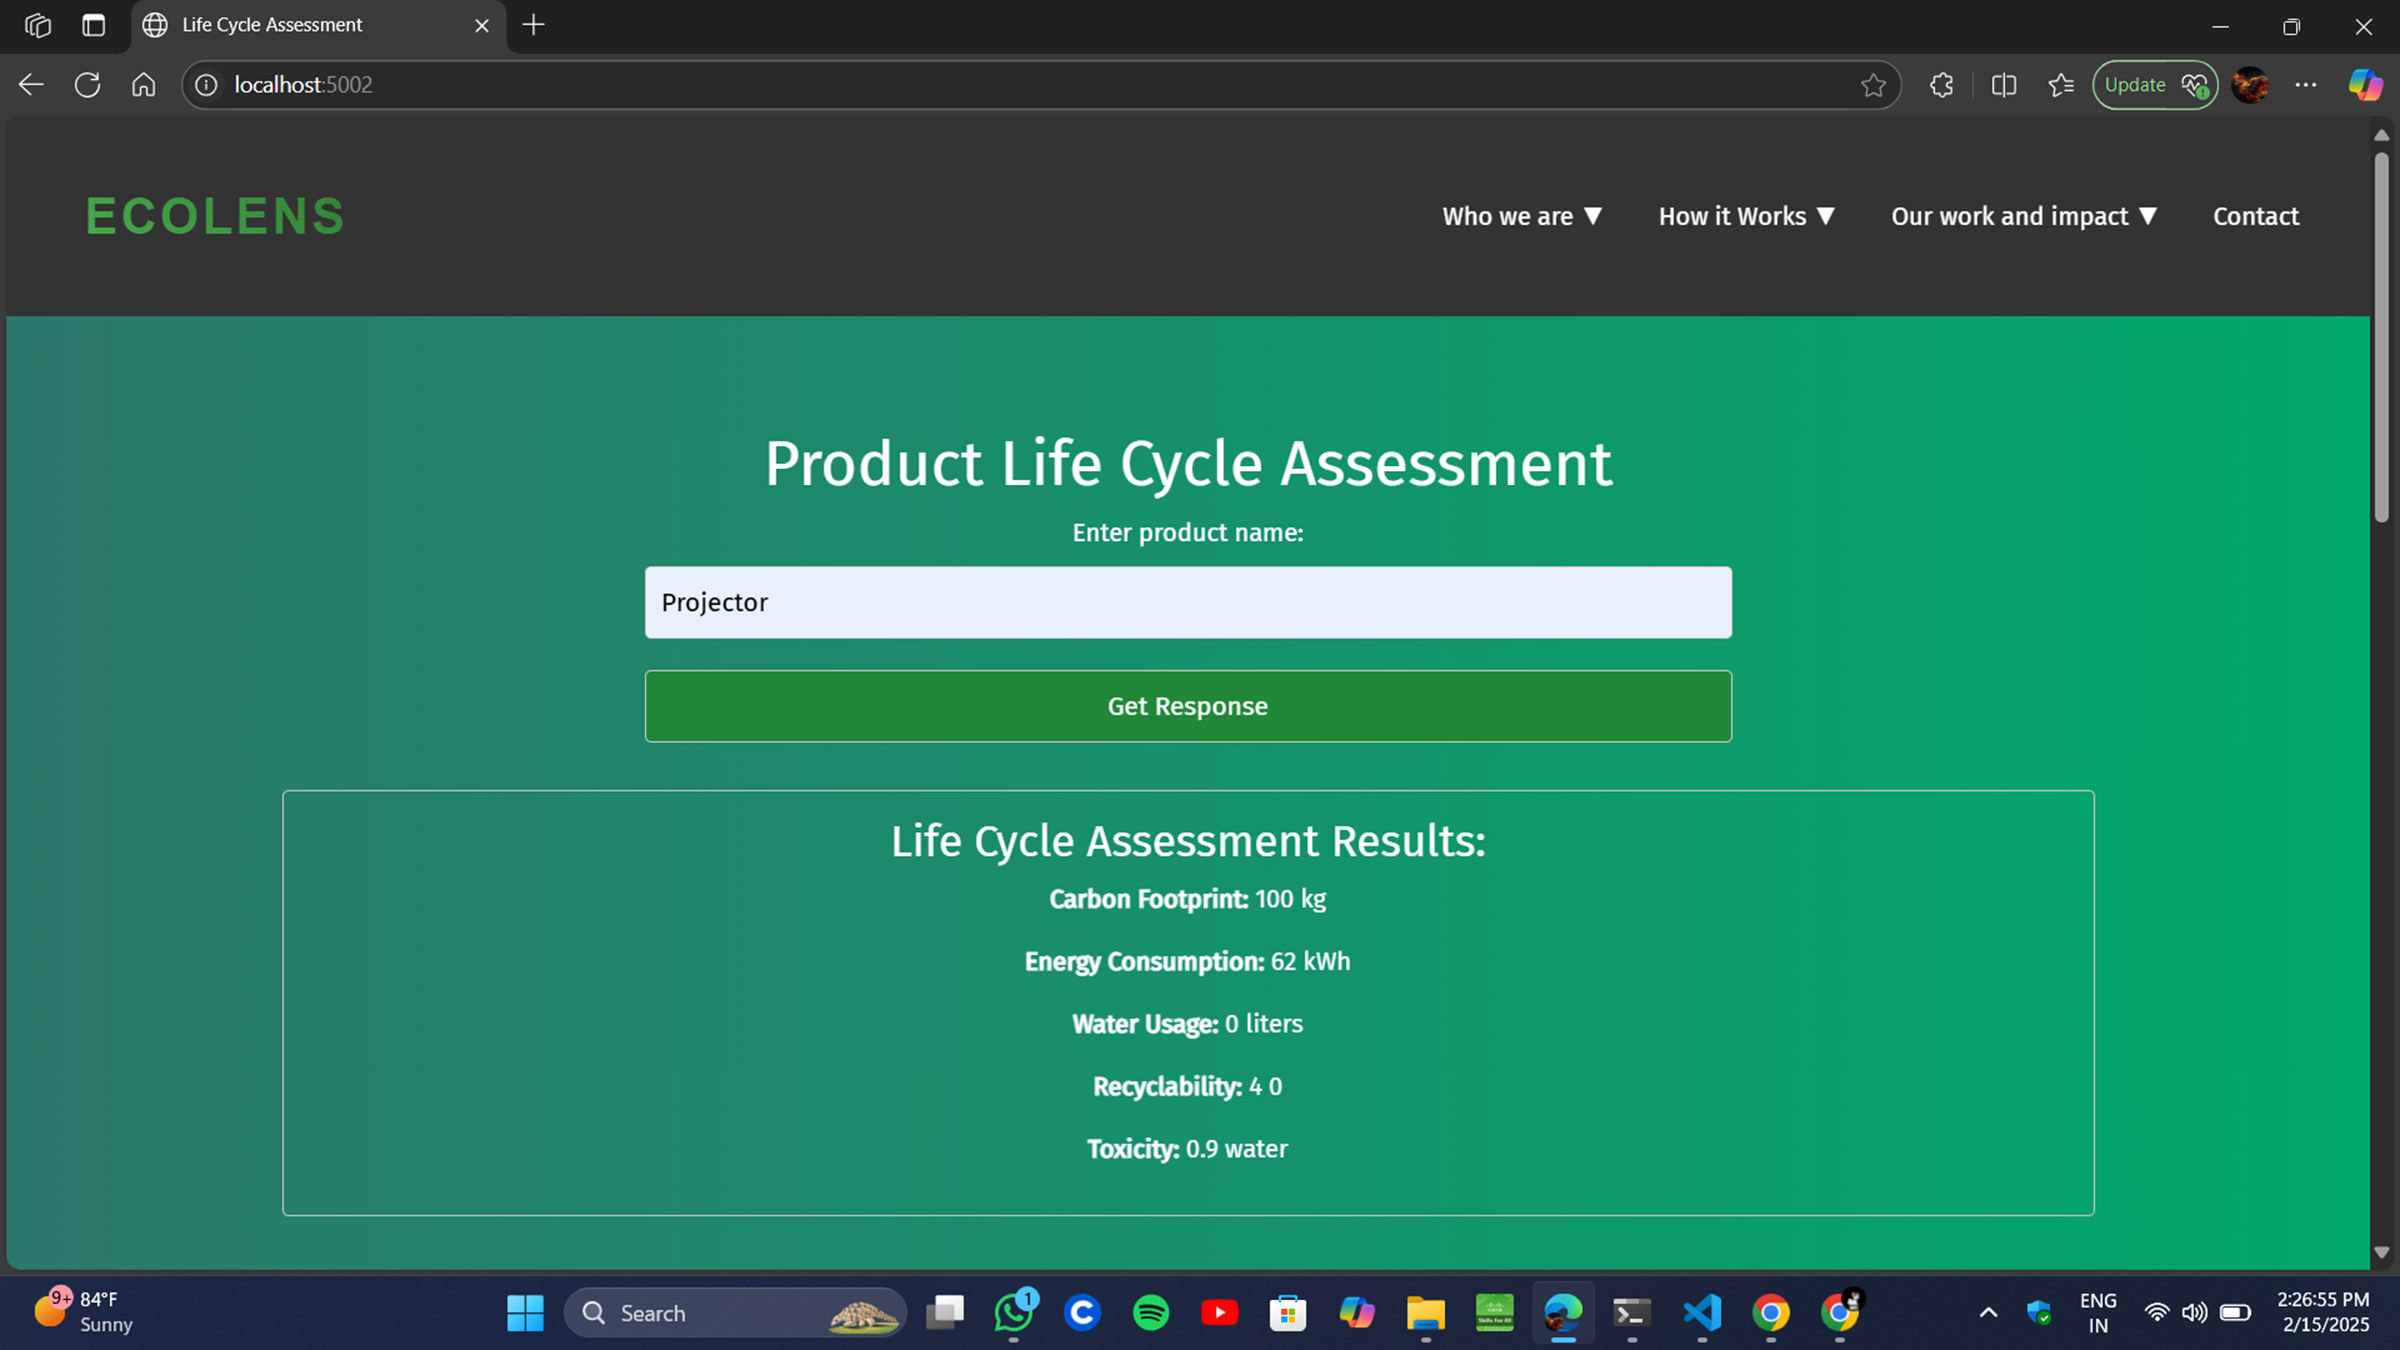 Life Cycle Assessment
localhost:5002
Update
ECOLENS
Who we are ▼
How it Works ▼
Our work and impact ▼
Contact
Product Life Cycle Assessment
Enter product name:
Projector
Get Response
Life Cycle Assessment Results:
Carbon Footprint: 100 kg
Energy Consumption: 62 kWh
Water Usage: 0 liters
Recyclability: 4 0
Toxicity: 0.9 water
9+
84°F
Sunny
Search
1
Skills For All
ENG
IN
2:26:55 PM
2/15/2025